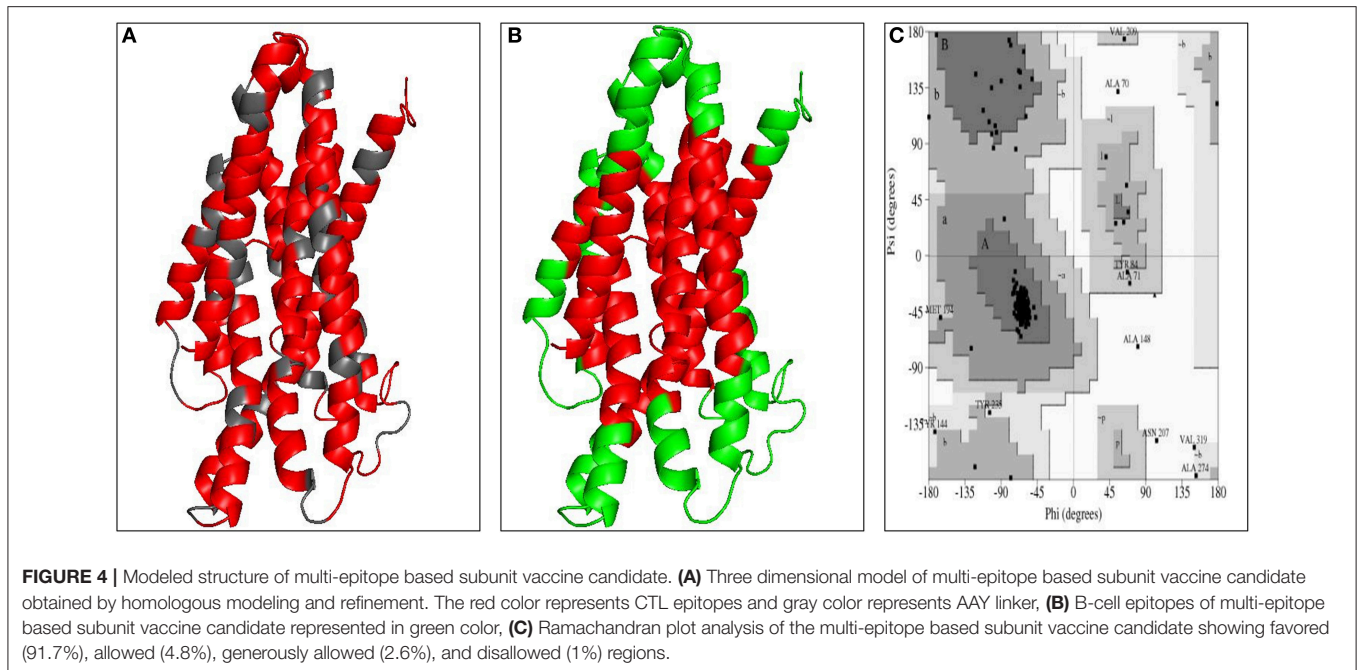 A
B
C
180
135
90
45
0
-45
-90
-135
Psi (degrees)
B
b
a
A
VAL 209
~b
b
ALA 70
~b
~l
l
L
TYR 84
ALA 71
~a
MET 194
ALA 148
TYR 235
~b
144
b
~p
p
ASN 207
VAL 319
~b
ALA 274
-180 -135 -90 -45 0 45 90 135 180
Phi (degrees)
FIGURE 4 | Modeled structure of multi-epitope based subunit vaccine candidate. (A) Three dimensional model of multi-epitope based subunit vaccine candidate
obtained by homologous modeling and refinement. The red color represents CTL epitopes and gray color represents AAY linker, (B) B-cell epitopes of multi-epitope
based subunit vaccine candidate represented in green color, (C) Ramachandran plot analysis of the multi-epitope based subunit vaccine candidate showing favored
(91.7%), allowed (4.8%), generously allowed (2.6%), and disallowed (1%) regions.